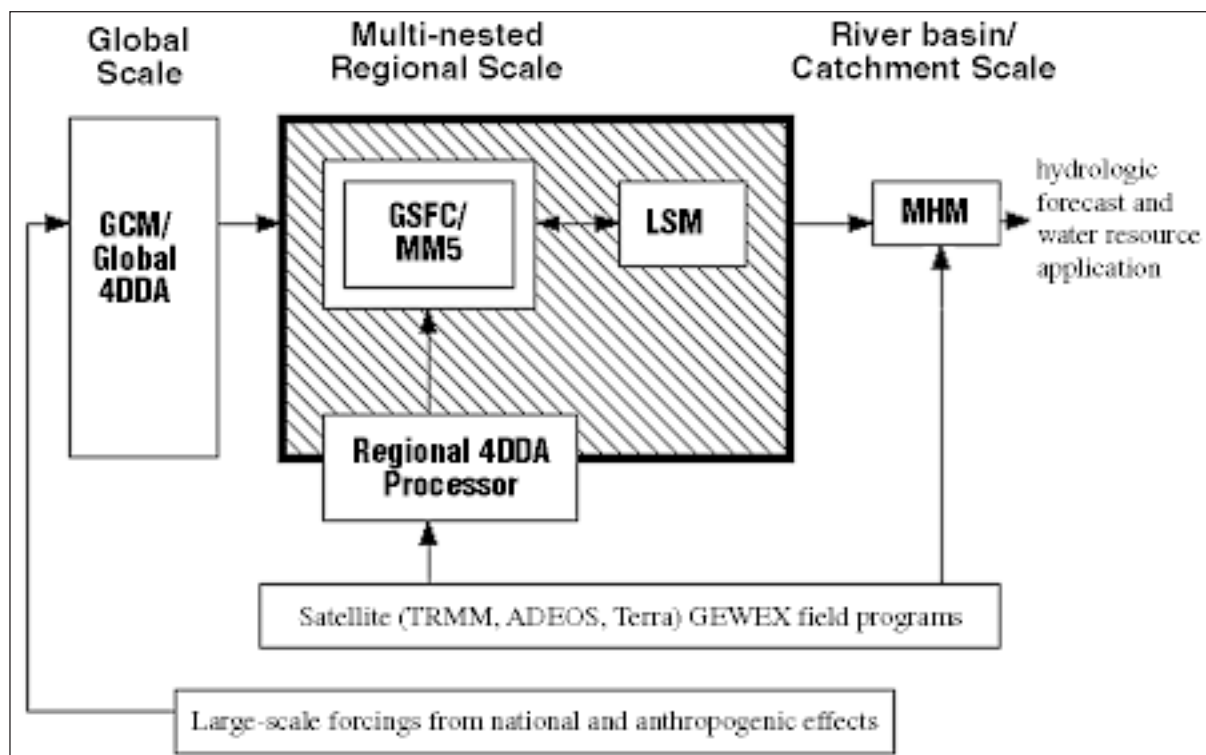 Global
Scale
Multi-nested
Regional Scale
River basin/
Catchment Scale
GCM/
Global
4DDA
GSFC/
MM5
LSM
MHM
hydrologic
forecast and
water resource
application
Regional 4DDA
Processor
Satellite (TRMM, ADEOS, Terra) GEWEX field programs
Large-scale forcings from national and anthropogenic effects